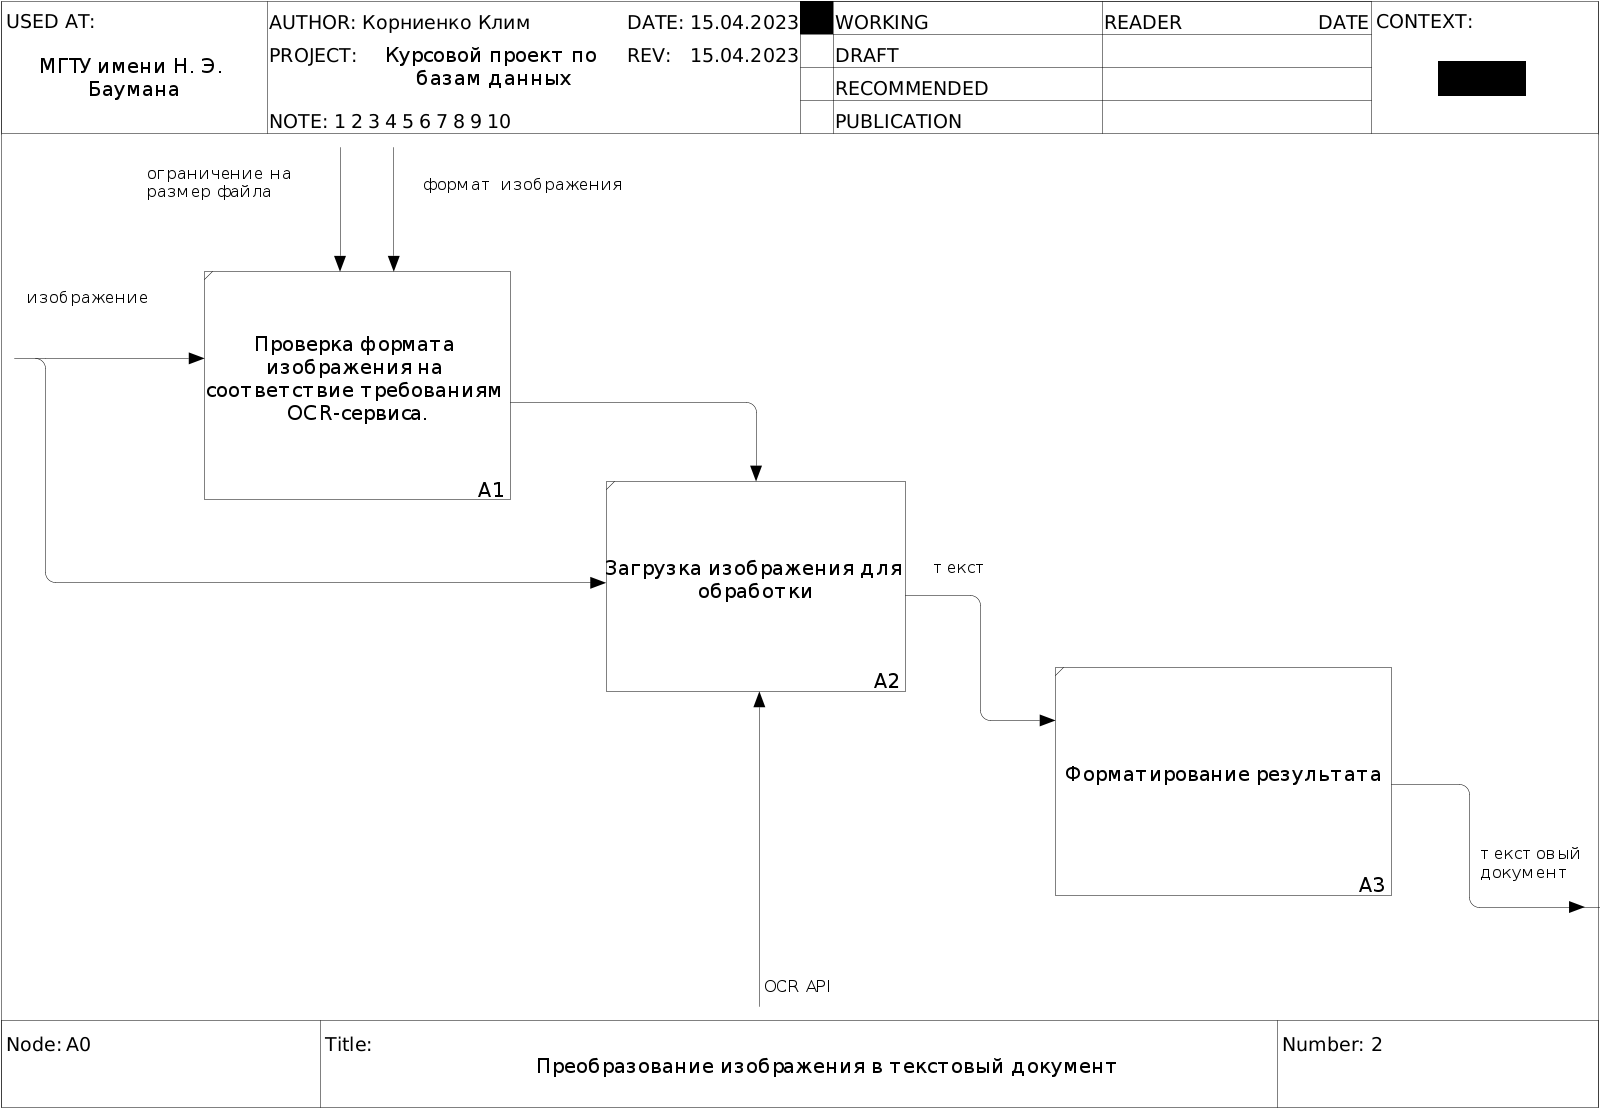 USED AT:
МГТУ имени Н. Э.
Баумана
AUTHOR: Корниенко Клим
DATE: 15.04.2023
PROJECT:
Курсовой проект по
базам данных
REV: 15.04.2023
NOTE: 1 2 3 4 5 6 7 8 9 10
WORKING
DRAFT
RECOMMENDED
PUBLICATION
READER
DATE
CONTEXT:
ограничение на
размер файла
формат изображения
изображение
Проверка формата
изображения на
соответствие требованиям
OCR-сервиса.
A1
Загрузка изображения для
обработки
A2
текст
Форматирование результата
A3
текстовый
документ
OCR API
Node: A0
Title:
Преобразование изображения в текстовый документ
Number: 2